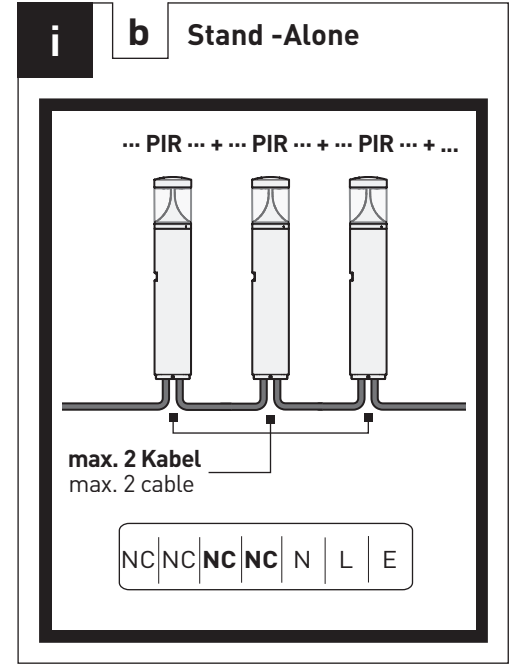 i b Stand -Alone
... PIR ... + ... PIR ... + ... PIR ... + ...
max. 2 Kabel
max. 2 cable
NC NC NC NC N L E